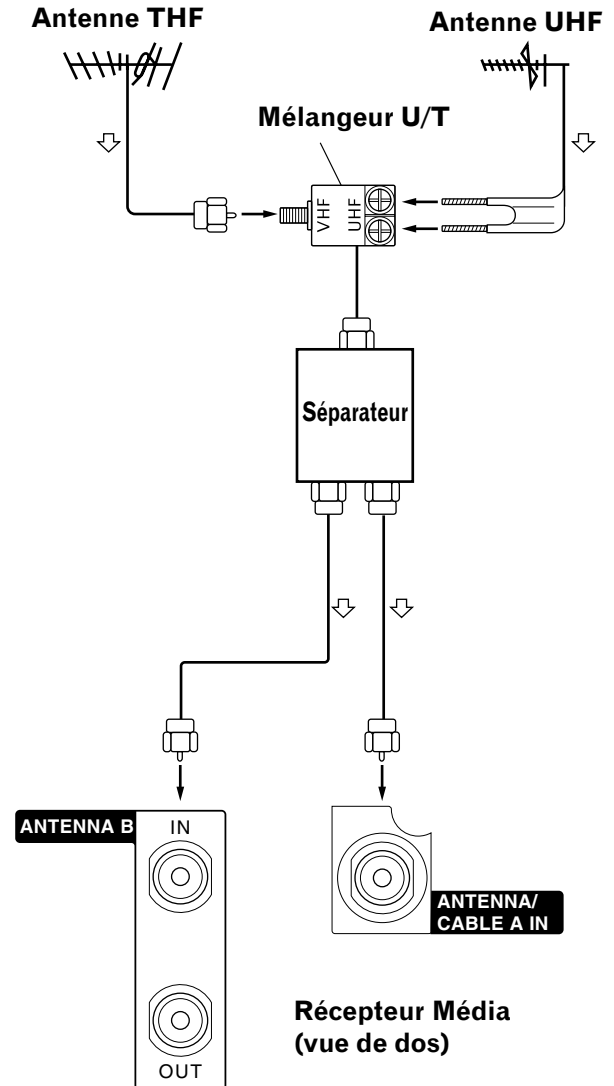 Antenne THF
Antenne UHF
Mélangeur U/T
VHF
UHF
Séparateur
ANTENNA B
IN
ANTENNA/
CABLE A IN
OUT
Récepteur Média
(vue de dos)